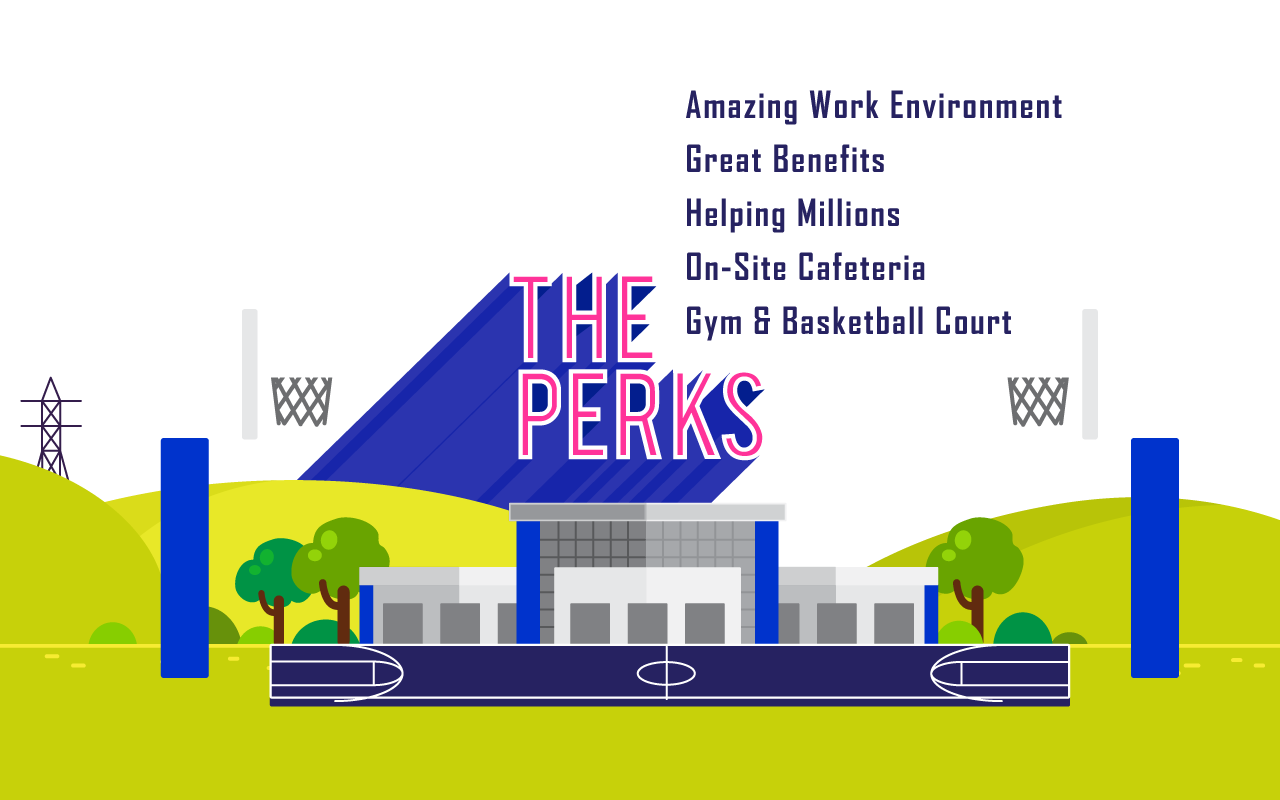 THE
PERKS
Amazing Work Environment
Great Benefits
Helping Millions
On-Site Cafeteria
Gym & Basketball Court